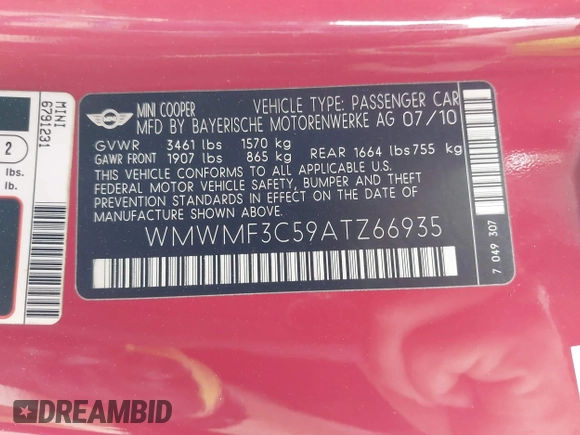 MINI
6791231
2
lbs.
lb.
MINI
MINI COOPER
VEHICLE TYPE: PASSENGER CAR
MFD BY BAYERISCHE MOTORENWERKE AG 07/10
GVWR 3461 lbs 1570 kg
GAWR FRONT 1907 lbs 865 kg REAR 1664 lbs 755 kg
THIS VEHICLE CONFORMS TO ALL APPLICABLE U.S.
FEDERAL MOTOR VEHICLE SAFETY, BUMPER AND THEFT
PREVENTION STANDARDS IN EFFECT ON THE DATE
OF MANUFACTURE SHOWN ABOVE.
WMWMF3C59ATZ66935
7 049 307
DREAMBID